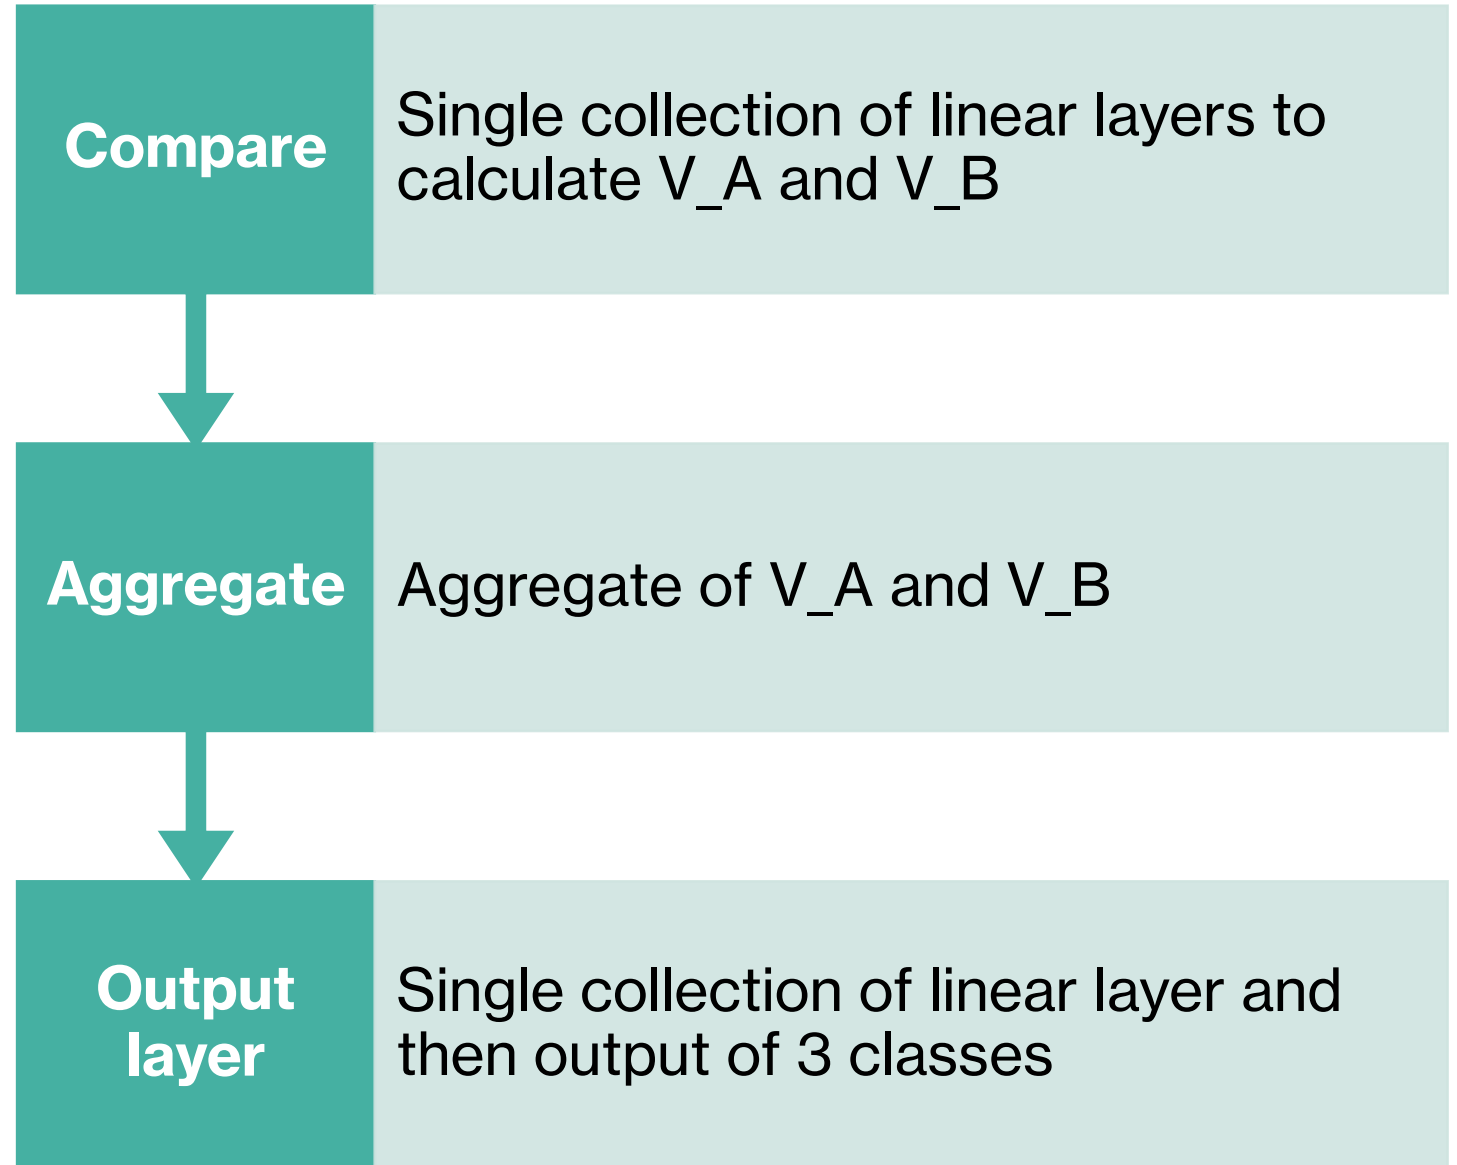 Compare
Single collection of linear layers to
calculate V_A and V_B
Aggregate
Aggregate of V_A and V_B
Output
layer
Single collection of linear layer and
then output of 3 classes